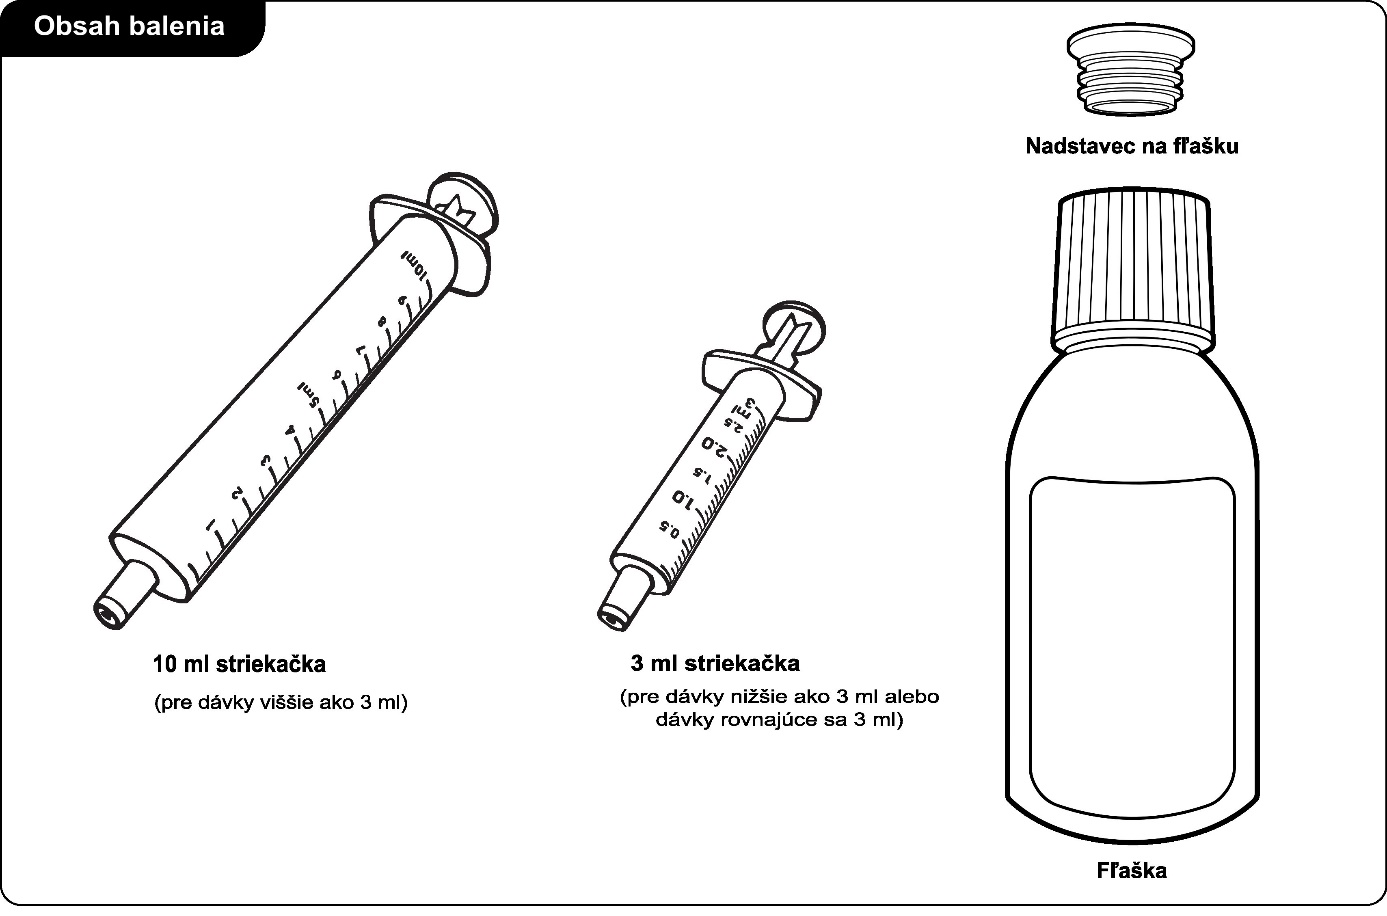 Obsah balenia
Nadstavec na fľašku
10ml
9
8
7
6
5ml
4
3
2
1
3
ml
2.5
2.0
1.5
1.0
0.5
10 ml striekačka
(pre dávky viššie ako 3 ml)
3 ml striekačka
(pre dávky nižšie ako 3 ml alebo
dávky rovnajúce sa 3 ml)
Fľaška